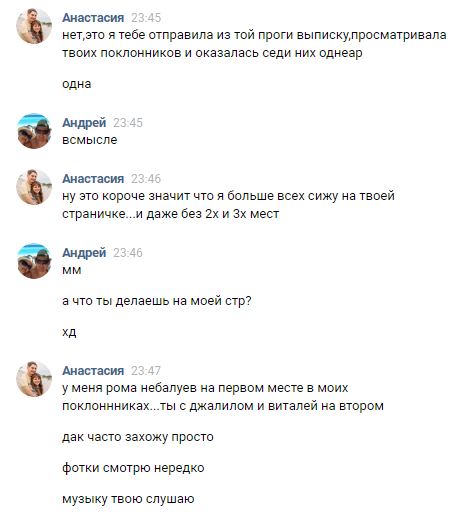 Анастасия 23:45
нет,это я тебе отправила из той проги выписку,просматривала
твоих поклонников и оказалась седи них однеар
одна
Андрей 23:45
всмысле
Анастасия 23:46
ну это короче значит что я больше всех сижу на твоей
страничке...и даже без 2х и 3х мест
Андрей 23:46
мм
а что ты делаешь на моей стр?
хд
Анастасия 23:47
у меня рома небалуев на первом месте в моих
поклоннниках...ты с джалилом и виталей на втором
дак часто захожу просто
фотки смотрю нередко
музыку твою слушаю